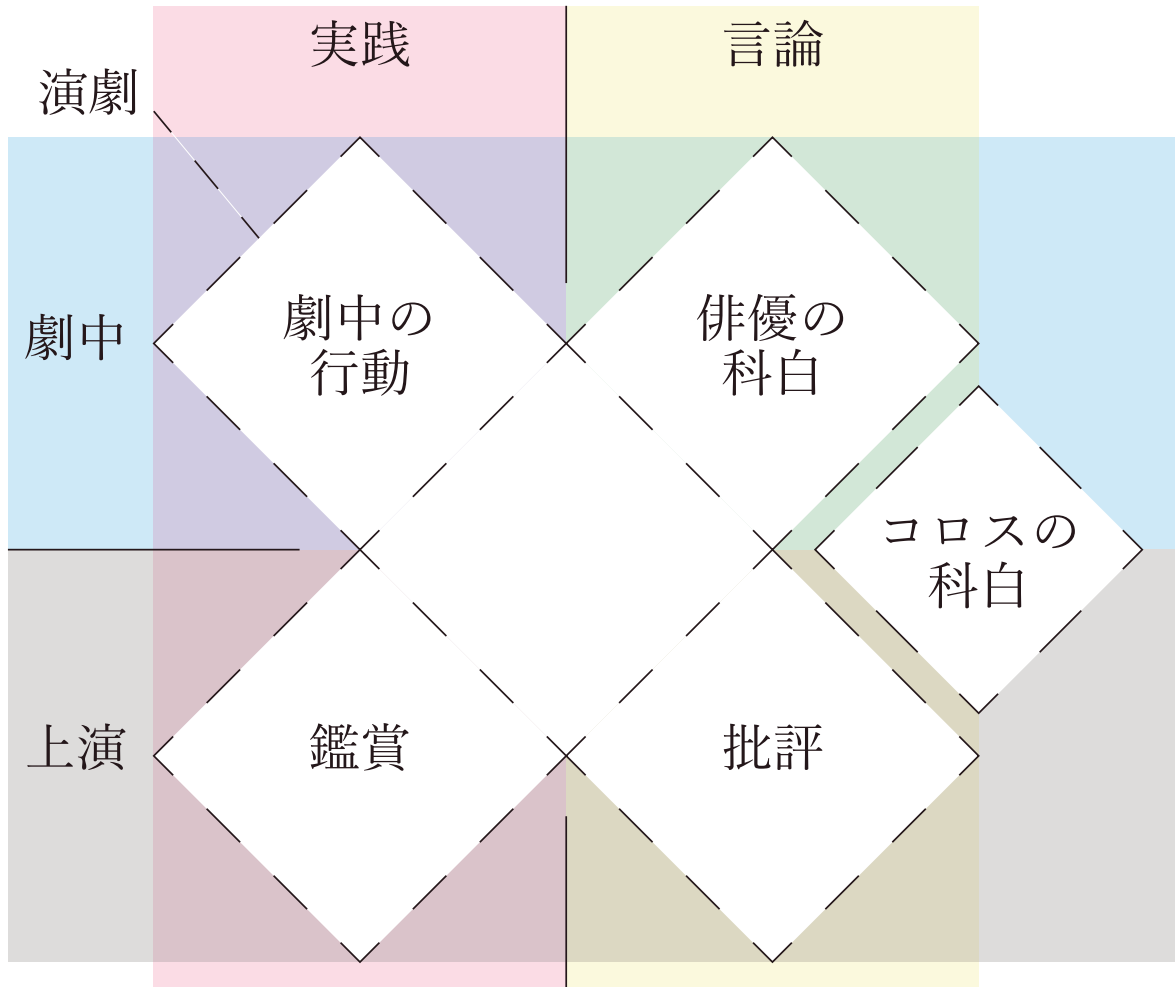 実践
言論
演劇
劇中
劇中の
行動
俳優の
科白
コロスの
科白
上演
鑑賞
批評